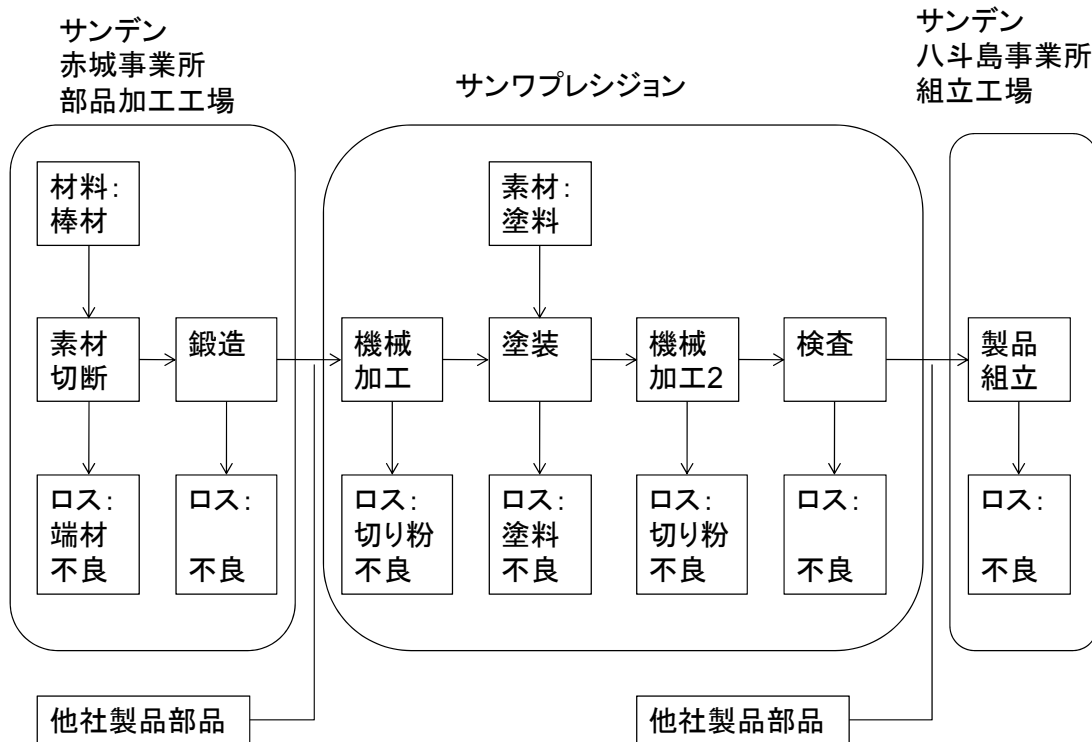 サンデン
赤城事業所
部品加工工場
サンワプレシジョン
サンデン
八斗島事業所
組立工場
材料：
棒材
素材：
塗料
素材
切断
鍛造
機械
加工
塗装
機械
加工2
検査
製品
組立
ロス：
端材
不良
ロス：
不良
ロス：
切り粉
不良
ロス：
塗料
不良
ロス：
切り粉
不良
ロス：
不良
ロス：
不良
他社製品部品
他社製品部品